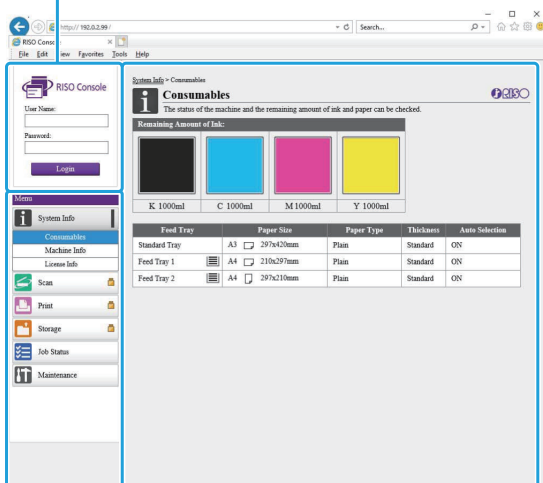 http://192.0.2.99/
Search...
RISO Conso
File Edit View Favorites Tools Help
RISO Console
User Name:
Password:
Login
Menu
System Info
Consumables
Machine Info
License Info
Scan
Print
Storage
Job Status
Maintenance
System Info > Consumables
Consumables
RISO
The status of the machine and the remaining amount of ink and paper can be checked.
Remaining Amount of Ink:
K 1000ml C 1000ml M 1000ml Y 1000ml
Feed Tray Paper Size Paper Type Thickness Auto Selection
Standard Tray A3 297x420mm Plain Standard ON
Feed Tray 1 A4 210x297mm Plain Standard ON
Feed Tray 2 A4 297x210mm Plain Standard ON